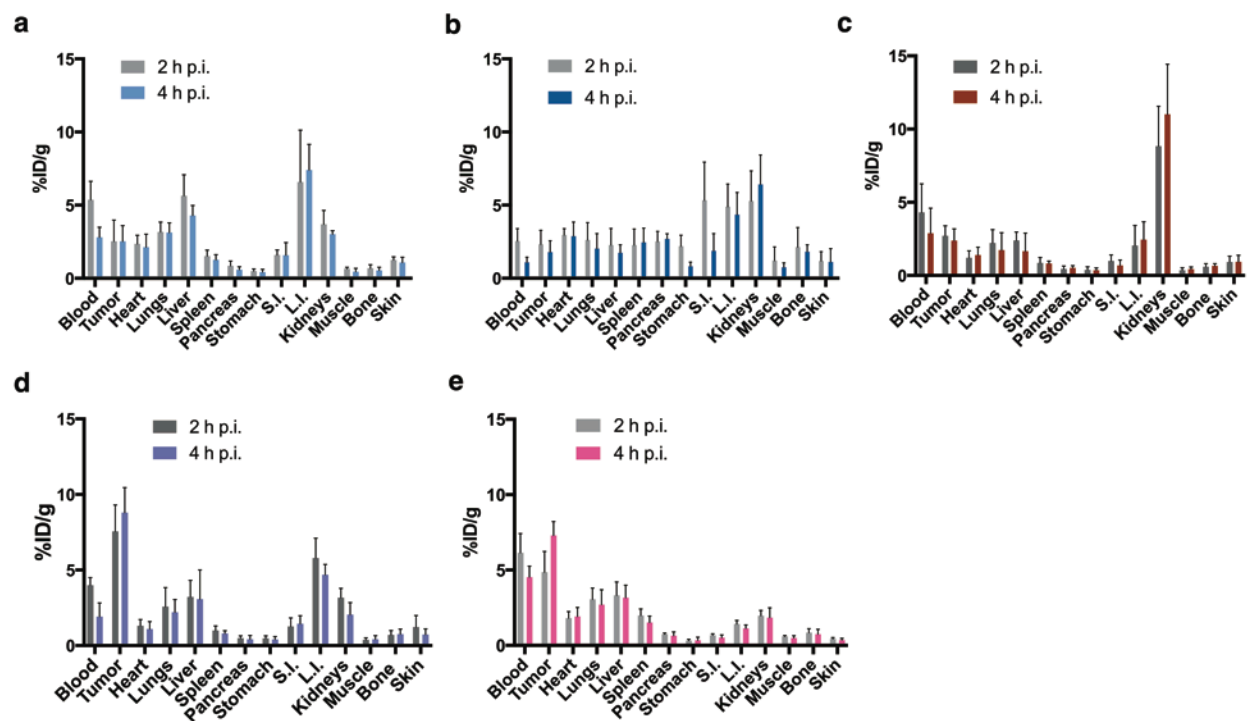 a
15
10
5
0
%ID/g
2 h p.i.
4 h p.i.
Blood
Tumor
Heart
Lungs
Liver
Spleen
Pancreas
Stomach
S.I.
L.I.
Kidneys
Muscle
Bone
Skin
b
15
10
5
0
%ID/g
2 h p.i.
4 h p.i.
Blood
Tumor
Heart
Lungs
Liver
Spleen
Pancreas
Stomach
S.I.
L.I.
Kidneys
Muscle
Bone
Skin
c
15
10
5
0
%ID/g
2 h p.i.
4 h p.i.
Blood
Tumor
Heart
Lungs
Liver
Spleen
Pancreas
Stomach
S.I.
L.I.
Kidneys
Muscle
Bone
Skin
d
15
10
5
0
%ID/g
2 h p.i.
4 h p.i.
Blood
Tumor
Heart
Lungs
Liver
Spleen
Pancreas
Stomach
S.I.
L.I.
Kidneys
Muscle
Bone
Skin
e
15
10
5
0
%ID/g
2 h p.i.
4 h p.i.
Blood
Tumor
Heart
Lungs
Liver
Spleen
Pancreas
Stomach
S.I.
L.I.
Kidneys
Muscle
Bone
Skin